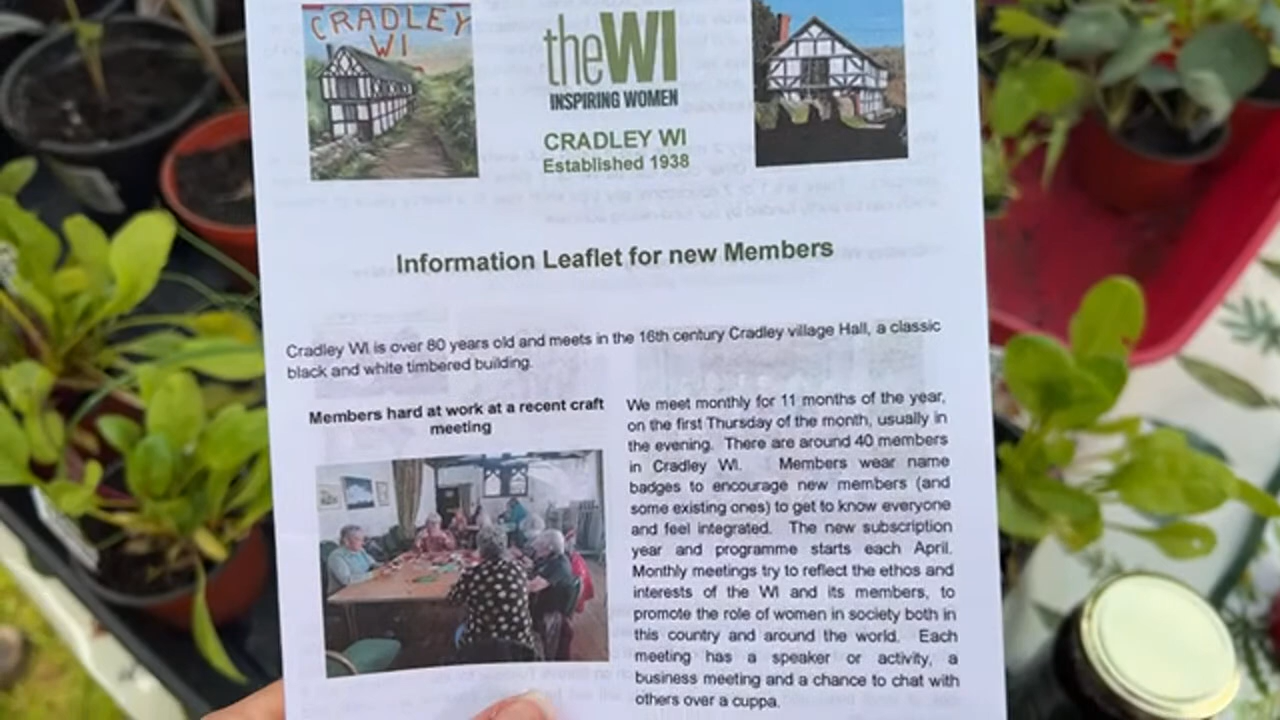 CRADLEY
WI
theWI
INSPIRING WOMEN
CRADLEY WI
Established 1938
Information Leaflet for new Members
Cradley WI is over 80 years old and meets in the 16th century Cradley village Hall, a classic
black and white timbered building.
Members hard at work at a recent craft
meeting
We meet monthly for 11 months of the year,
on the first Thursday of the month, usually in
the evening. There are around 40 members
in Cradley WI. Members wear name
badges to encourage new members (and
some existing ones) to get to know everyone
and feel integrated. The new subscription
year and programme starts each April.
Monthly meetings try to reflect the ethos and
interests of the WI and its members, to
promote the role of women in society both in
this country and around the world. Each
meeting has a speaker or activity, a
business meeting and a chance to chat with
others over a cuppa.